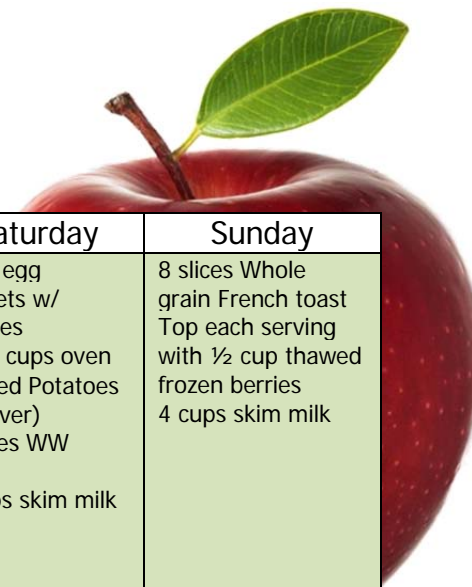 aturday
egg
ets w/
es
cups oven
ed Potatoes
ver)
es WW
s skim milk
Sunday
8 slices Whole
grain French toast
Top each serving
with ½ cup thawed
frozen berries
4 cups skim milk